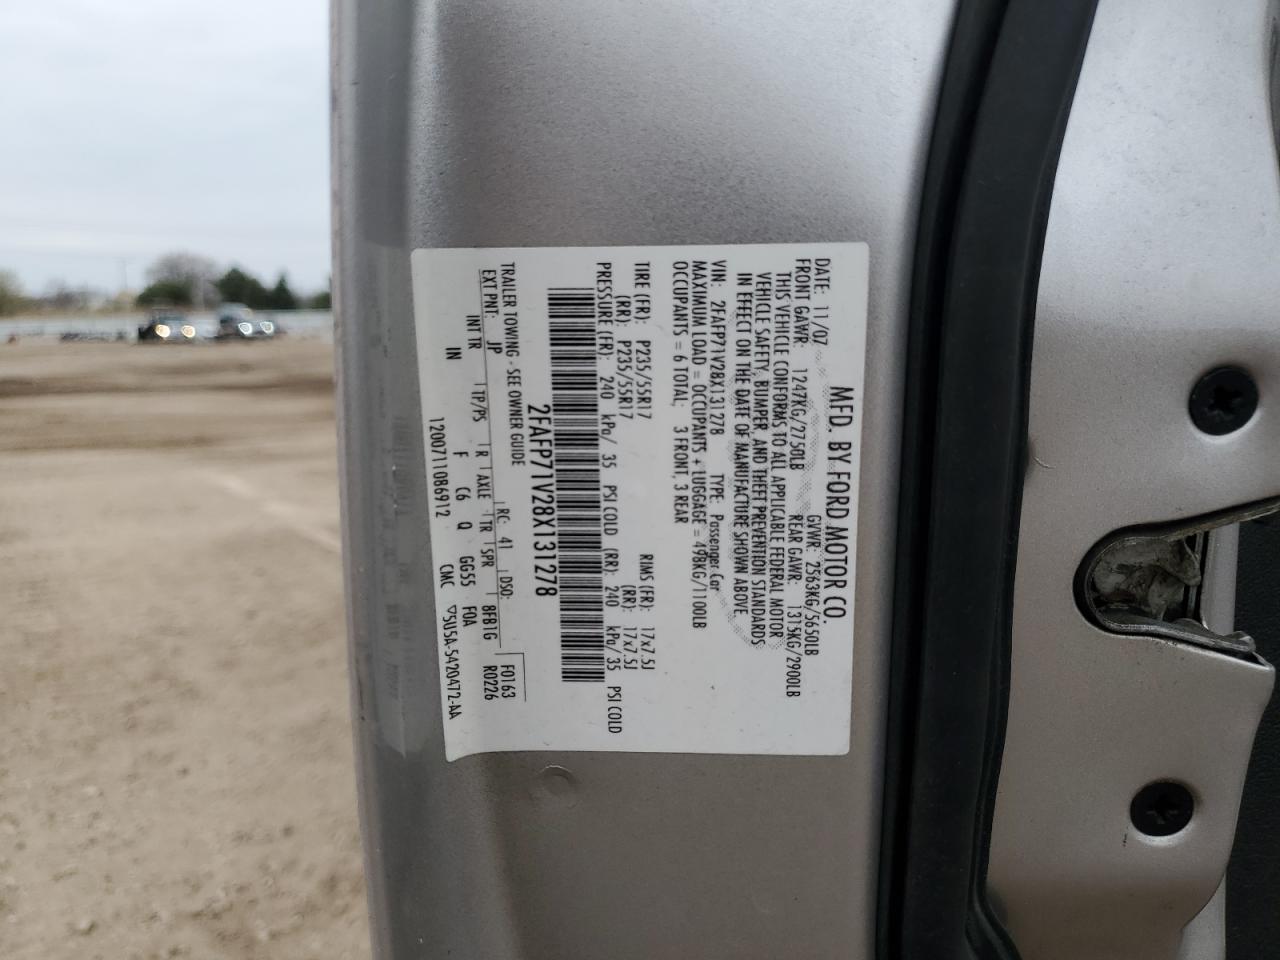 MFD. BY FORD MOTOR CO.
DATE: 11/07 GVWR: 2563KG/5650LB
FRONT GAWR: 1247KG/2750LB REAR GAWR: 1315KG/2900LB
THIS VEHICLE CONFORMS TO ALL APPLICABLE FEDERAL MOTOR
VEHICLE SAFETY, BUMPER, AND THEFT PREVENTION STANDARDS
IN EFFECT ON THE DATE OF MANUFACTURE SHOWN ABOVE.
VIN: 2FAFP71V28X131278 TYPE: Passenger Car
MAXIMUM LOAD = OCCUPANTS + LUGGAGE = 498KG/1100LB
OCCUPANTS = 6 TOTAL; 3 FRONT, 3 REAR
TIRE (FR): P235/55R17 RIMS (FR): 17x7.5J
(RR): P235/55R17 (RR): 17x7.5J
PRESSURE (FR): 240 kPa/ 35 PSI COLD (RR): 240 kPa/35 PSI COLD
2FAFP71V28X131278
TRAILER TOWING - SEE OWNER GUIDE F0163
EXT PNT: JP RC: 41 DSO: R0226
INT TR TP/PS R AXLE TR SPR 8FB1G
IN F C6 Q GG55 F0A
1200711086912 CMC ▽5U5A-5420472-AA